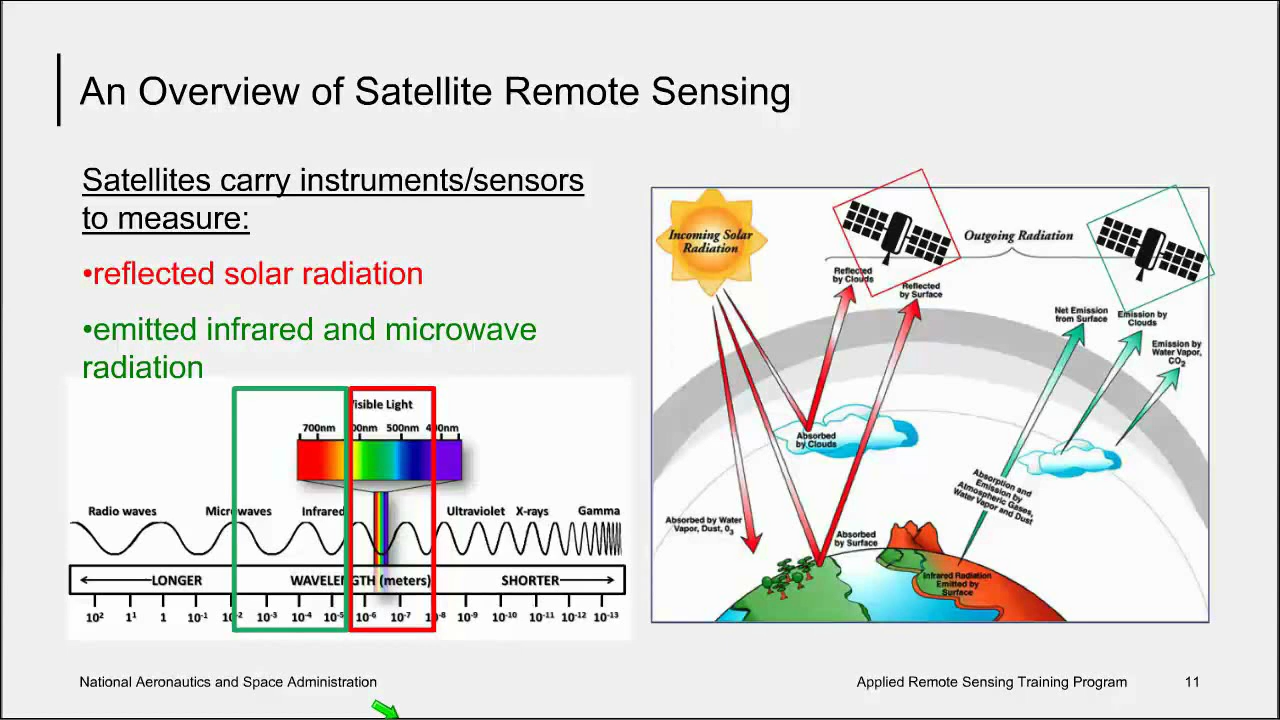 An Overview of Satellite Remote Sensing
Satellites carry instruments/sensors
to measure:
•reflected solar radiation
•emitted infrared and microwave
radiation
Visible Light
700nm 500nm
Radio waves Microwaves Infrared Ultraviolet X-rays Gamma
LONGER WAVELENGTH (meters) SHORTER
10² 1¹ 1 10⁻¹ 10⁻² 10⁻³ 10⁻⁴ 10⁻⁵ 10⁻⁶ 10⁻⁷ 10⁻⁸ 10⁻⁹ 10⁻¹⁰ 10⁻¹¹ 10⁻¹² 10⁻¹³
Incoming Solar
Radiation
Outgoing Radiation
Reflected
by Clouds
Reflected
by Surface
Net Emission
from Surface
Emission by
Clouds
Emission by
Water Vapor,
CO₂
Absorbed
by Clouds
Absorption and
Emission by
Atmospheric Gases,
Water Vapor and Dust
Absorbed by Water
Vapor, Dust, 0₃
Absorbed
by Surface
Infrared Radiation
Emitted by
Surface
National Aeronautics and Space Administration
Applied Remote Sensing Training Program
11